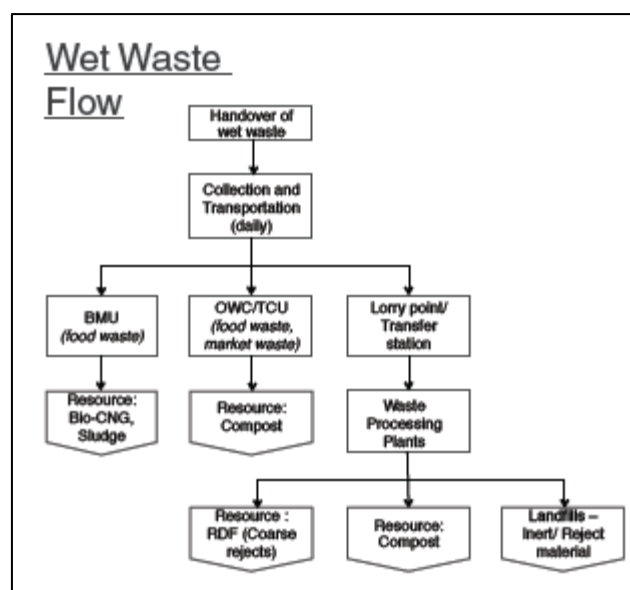 Wet Waste
Flow
Handover of
wet waste
Collection and
Transportation
(daily)
BMU
(food waste)
OWC/TCU
(food waste,
market waste)
Lorry point/
Transfer
station
Resource:
Bio-CNG,
Sludge
Resource:
Compost
Waste
Processing
Plants
Resource :
RDF (Coarse
rejects)
Resource:
Compost
Landfills –
Inert/ Reject
material